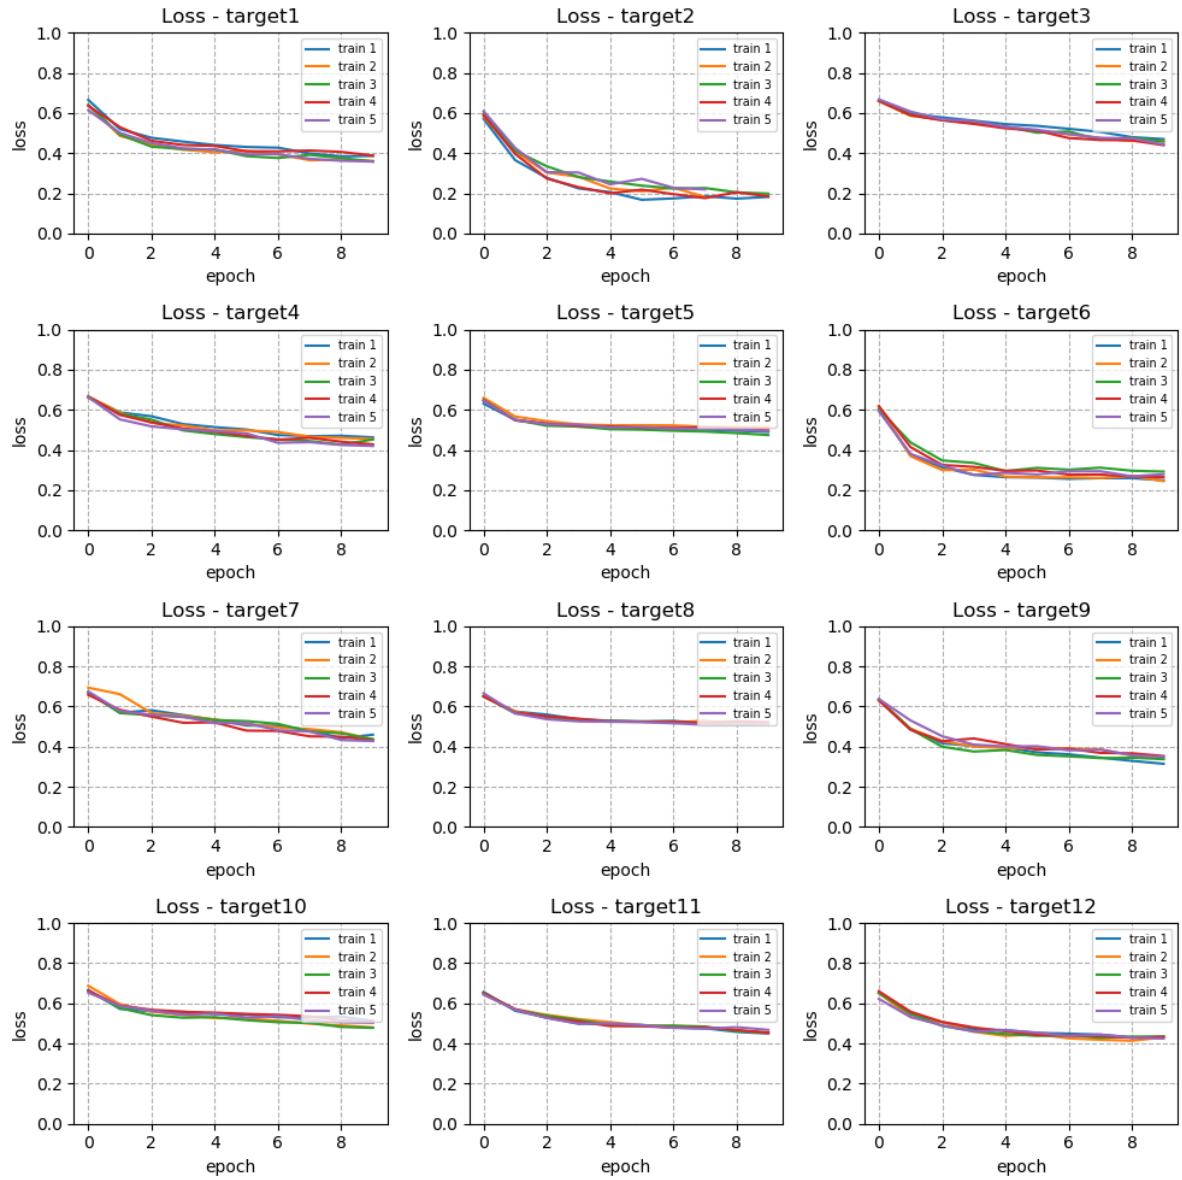 Loss - target1
1.0
0.8
0.6
0.4
0.2
0.0
loss
0 2 4 6 8
epoch
train 1
train 2
train 3
train 4
train 5
Loss - target2
1.0
0.8
0.6
0.4
0.2
0.0
loss
0 2 4 6 8
epoch
train 1
train 2
train 3
train 4
train 5
Loss - target3
1.0
0.8
0.6
0.4
0.2
0.0
loss
0 2 4 6 8
epoch
train 1
train 2
train 3
train 4
train 5
Loss - target4
1.0
0.8
0.6
0.4
0.2
0.0
loss
0 2 4 6 8
epoch
train 1
train 2
train 3
train 4
train 5
Loss - target5
1.0
0.8
0.6
0.4
0.2
0.0
loss
0 2 4 6 8
epoch
train 1
train 2
train 3
train 4
train 5
Loss - target6
1.0
0.8
0.6
0.4
0.2
0.0
loss
0 2 4 6 8
epoch
train 1
train 2
train 3
train 4
train 5
Loss - target7
1.0
0.8
0.6
0.4
0.2
0.0
loss
0 2 4 6 8
epoch
train 1
train 2
train 3
train 4
train 5
Loss - target8
1.0
0.8
0.6
0.4
0.2
0.0
loss
0 2 4 6 8
epoch
train 1
train 2
train 3
train 4
train 5
Loss - target9
1.0
0.8
0.6
0.4
0.2
0.0
loss
0 2 4 6 8
epoch
train 1
train 2
train 3
train 4
train 5
Loss - target10
1.0
0.8
0.6
0.4
0.2
0.0
loss
0 2 4 6 8
epoch
train 1
train 2
train 3
train 4
train 5
Loss - target11
1.0
0.8
0.6
0.4
0.2
0.0
loss
0 2 4 6 8
epoch
train 1
train 2
train 3
train 4
train 5
Loss - target12
1.0
0.8
0.6
0.4
0.2
0.0
loss
0 2 4 6 8
epoch
train 1
train 2
train 3
train 4
train 5